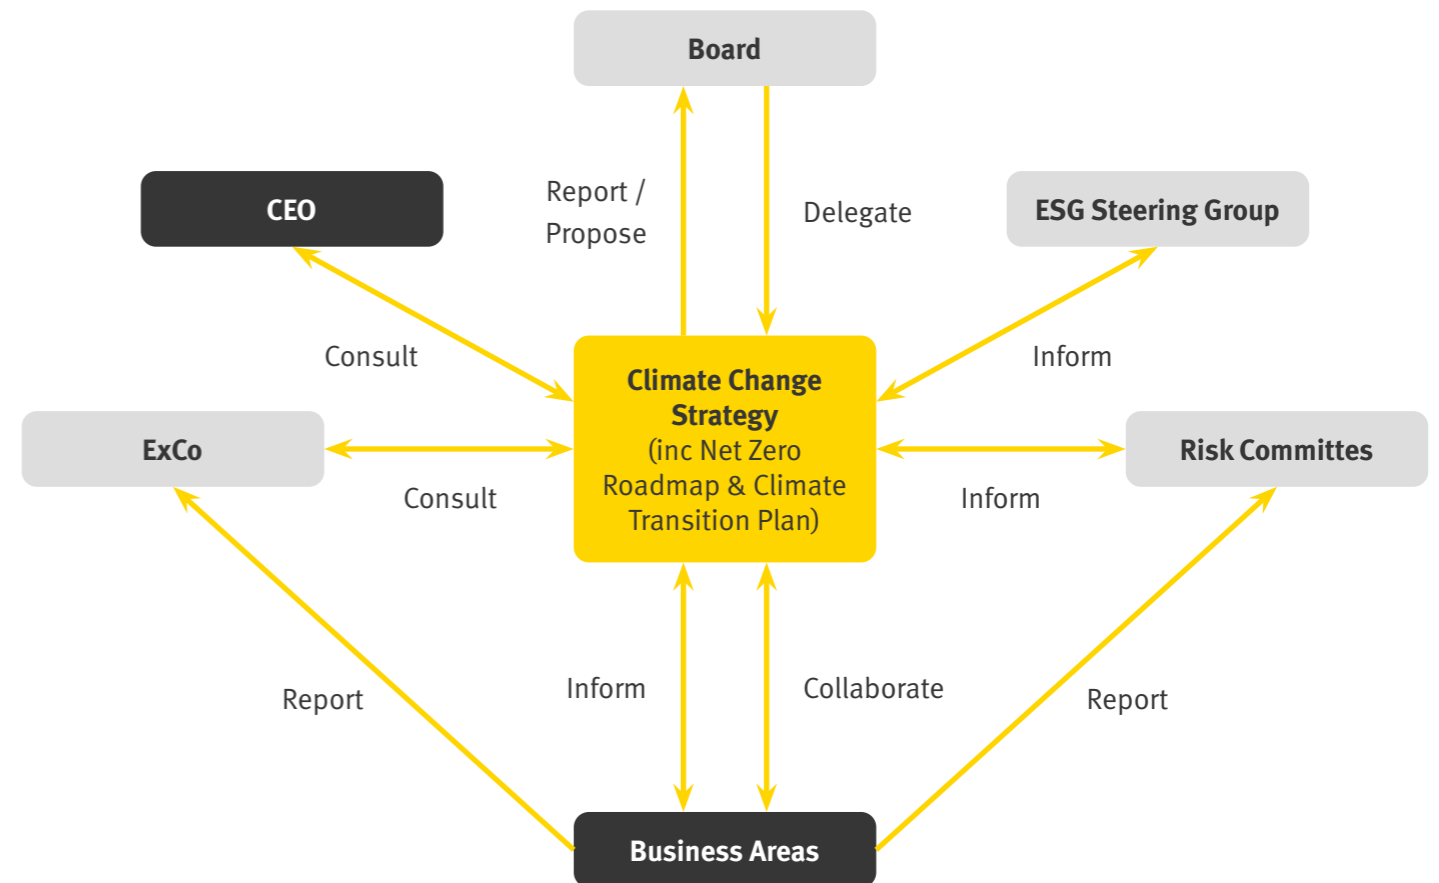 Board
Report /
Propose
Delegate
CEO
ESG Steering Group
Consult
Inform
Climate Change
Strategy
(inc Net Zero
Roadmap & Climate
Transition Plan)
ExCo
Risk Committes
Consult
Inform
Report
Inform
Collaborate
Report
Business Areas